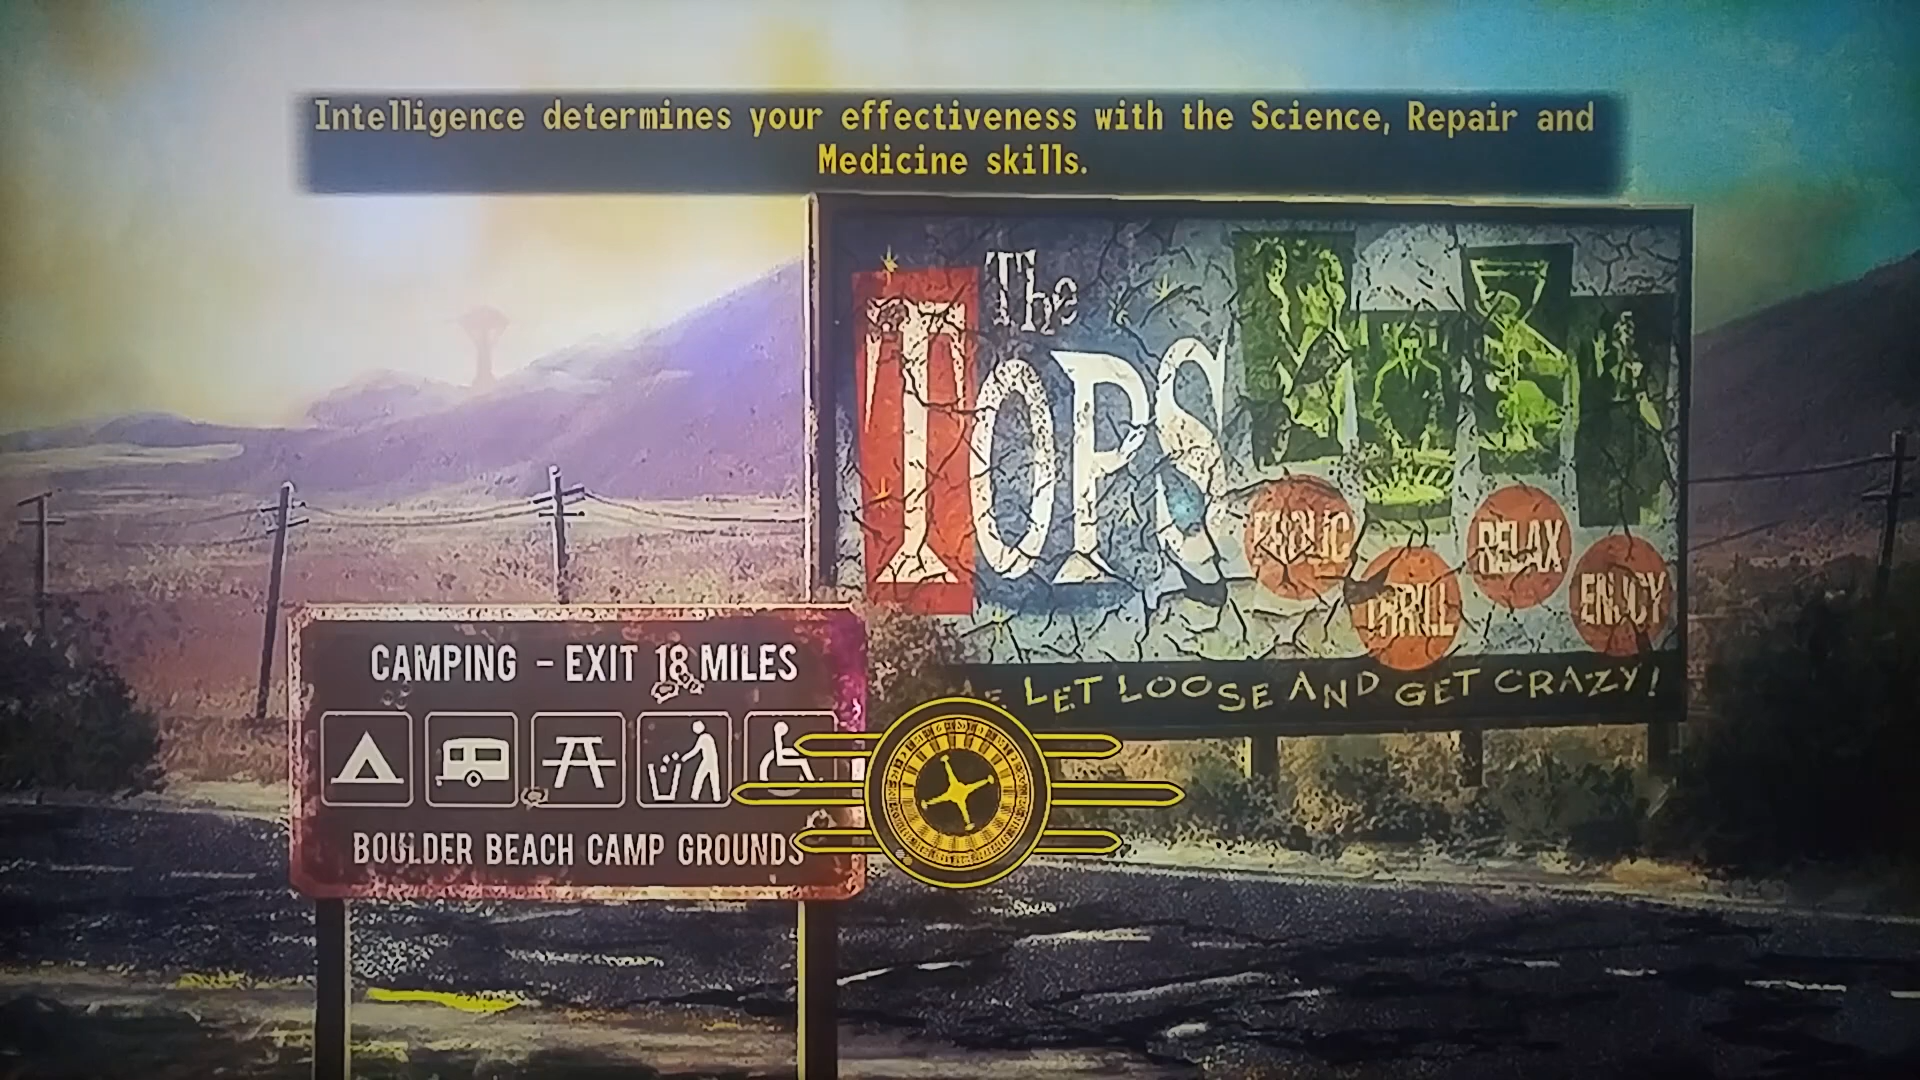 Intelligence determines your effectiveness with the Science, Repair and
Medicine skills.
The
TOPS
FROLIC
THRILL
RELAX
ENJOY
LET LOOSE AND GET CRAZY!
CAMPING - EXIT 18 MILES
BOULDER BEACH CAMP GROUNDS